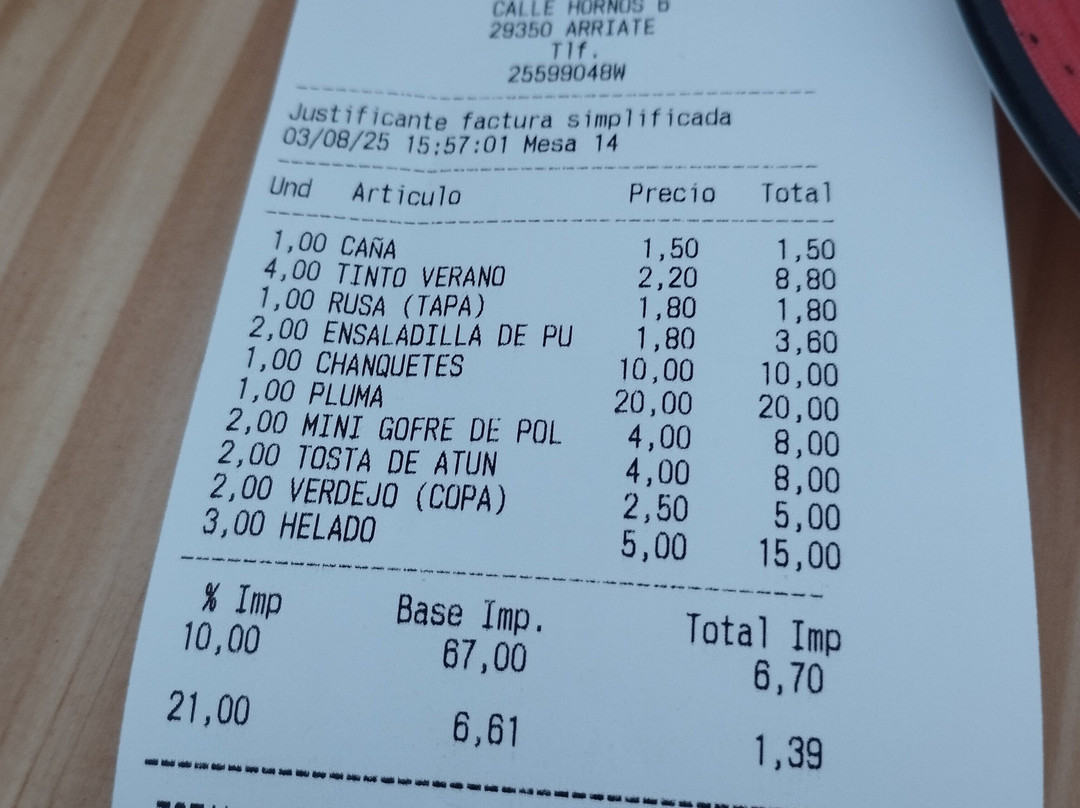 CALLE HORNOS 6
29350 ARRIATE
Tlf.
25599048W
Justificante factura simplificada
03/08/25 15:57:01 Mesa 14
Und Articulo Precio Total
1,00 CAÑA 1,50 1,50
4,00 TINTO VERANO 2,20 8,80
1,00 RUSA (TAPA) 1,80 1,80
2,00 ENSALADILLA DE PU 1,80 3,60
1,00 CHANQUETES 10,00 10,00
1,00 PLUMA 20,00 20,00
2,00 MINI GOFRE DE POL 4,00 8,00
2,00 TOSTA DE ATUN 4,00 8,00
2,00 VERDEJO (COPA) 2,50 5,00
3,00 HELADO 5,00 15,00
% Imp Base Imp. Total Imp
10,00 67,00 6,70
21,00 6,61 1,39